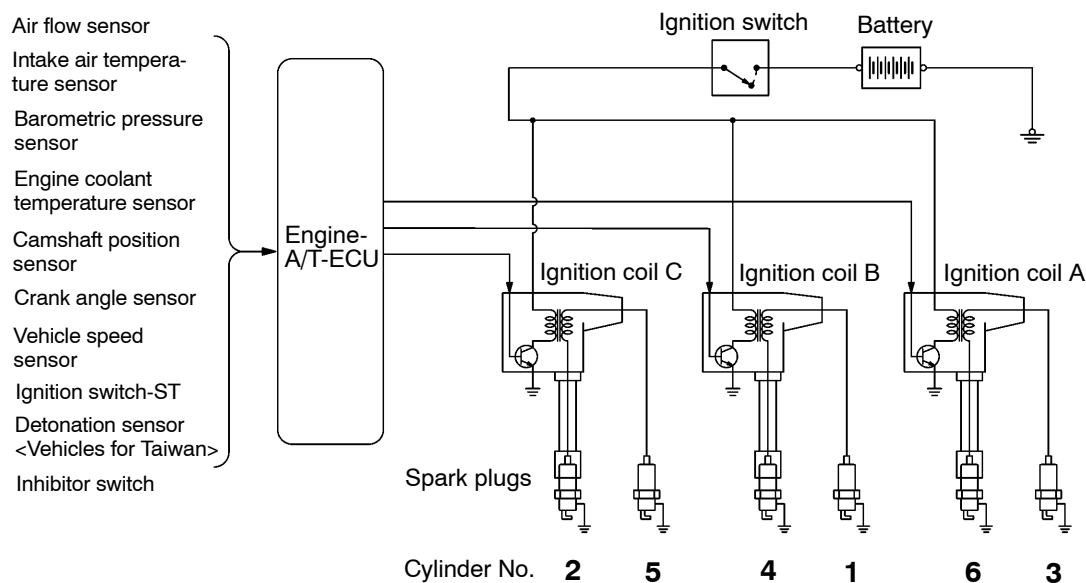 Air flow sensor
Intake air tempera-
ture sensor
Barometric pressure
sensor
Engine coolant
temperature sensor
Camshaft position
sensor
Crank angle sensor
Vehicle speed
sensor
Ignition switch-ST
Detonation sensor
<Vehicles for Taiwan>
Inhibitor switch
Engine-
A/T-ECU
Ignition switch
Battery
Ignition coil C
Ignition coil B
Ignition coil A
Spark plugs
Cylinder No. 2 5 4 1 6 3